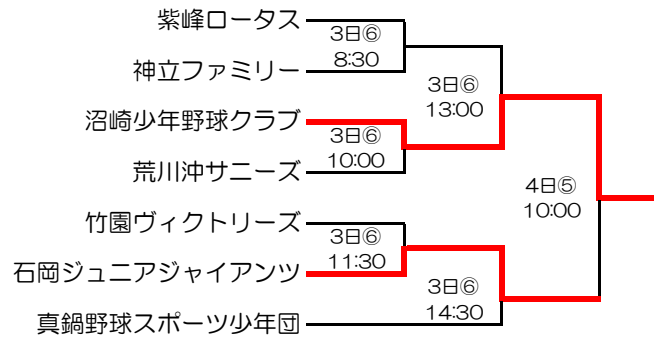 紫峰ロータス
3日⑥
8:30
神立ファミリー
3日⑥
13:00
沼崎少年野球クラブ
3日⑥
10:00
荒川沖サニーズ
4日⑤
10:00
竹園ヴィクトリーズ
3日⑥
11:30
石岡ジュニアジャイアンツ
3日⑥
14:30
真鍋野球スポーツ少年団